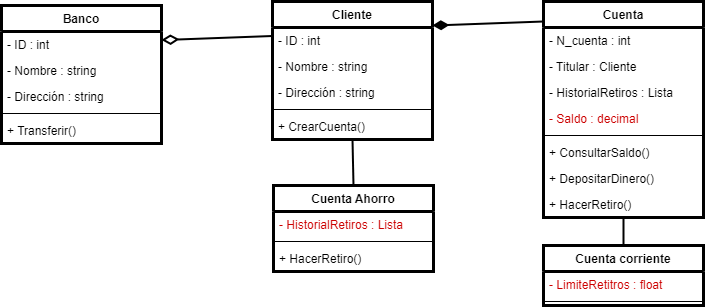 Banco
- ID : int
- Nombre : string
- Dirección : string
+ Transferir()
Cliente
- ID : int
- Nombre : string
- Dirección : string
+ CrearCuenta()
Cuenta
- N_cuenta : int
- Titular : Cliente
- HistorialRetiros : Lista
- Saldo : decimal
+ ConsultarSaldo()
+ DepositarDinero()
+ HacerRetiro()
Cuenta Ahorro
- HistorialRetiros : Lista
+ HacerRetiro()
Cuenta corriente
- LimiteRetitros : float